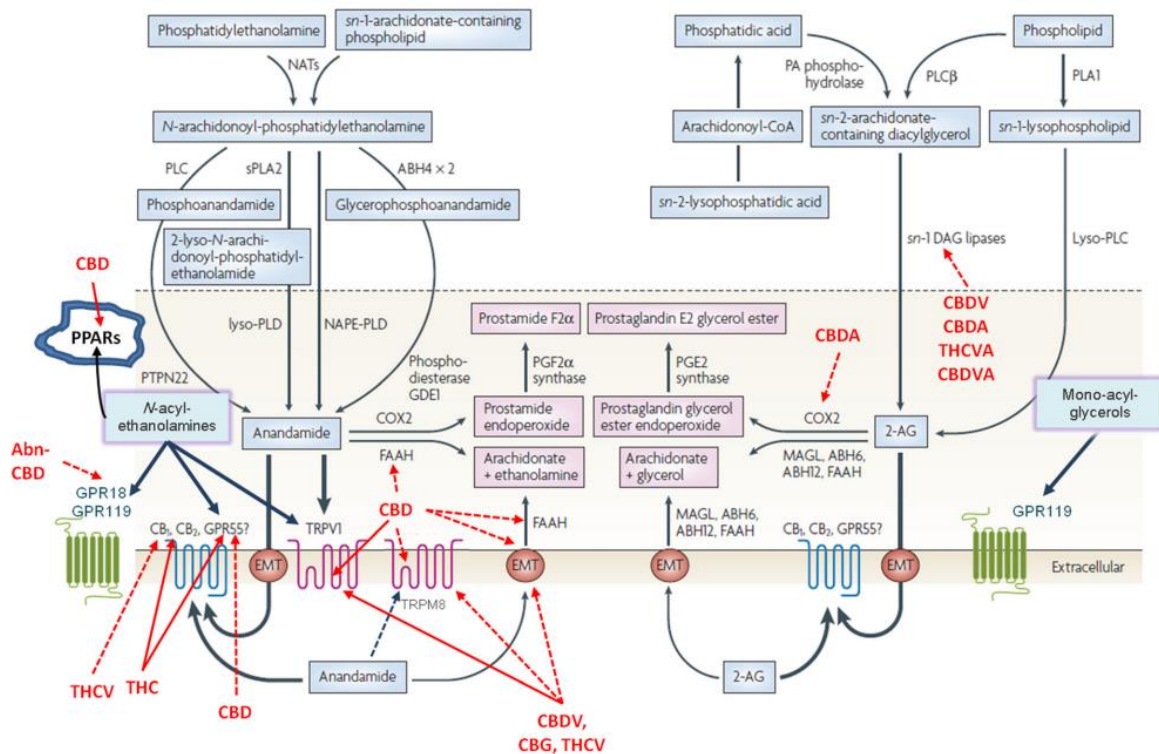 Phosphatidylethanolamine
sn-1-arachidonate-containing
phospholipid
NATs
N-arachidonoyl-phosphatidylethanolamine
PLC
sPLA2
ABH4 × 2
Phosphoanandamide
Glycerophosphoanandamide
2-lyso-N-arachi-
donoyl-phosphatidyl-
ethanolamide
lyso-PLD
NAPE-PLD
Phosphatidic acid
Phospholipid
PA phospho-
hydrolase
PLCβ
PLA1
Arachidonoyl-CoA
sn-2-arachidonate-
containing diacylglycerol
sn-1-lysophospholipid
sn-2-lysophosphatidic acid
sn-1 DAG lipases
Lyso-PLC
CBD
PPARs
PTPN22
N-acyl-
ethanolamines
Phospho-
diesterase
GDE1
Anandamide
COX2
FAAH
Prostamide F2α
Prostaglandin E2 glycerol ester
PGF2α
synthase
PGE2
synthase
Prostamide
endoperoxide
Prostaglandin glycerol
ester endoperoxide
Arachidonate
+ ethanolamine
Arachidonate
+ glycerol
CBDA
COX2
2-AG
MAGL, ABH6,
ABH12, FAAH
CBDV
CBDA
THCVA
CBDVA
Mono-acyl-
glycerols
Abn-
CBD
GPR18
GPR119
CB1, CB2, GPR55?
TRPV1
CBD
FAAH
MAGL, ABH6,
ABH12, FAAH
CB1, CB2, GPR55?
GPR119
EMT
EMT
EMT
EMT
Extracellular
TRPM8
THCV
THC
CBD
Anandamide
CBDV,
CBG, THCV
2-AG